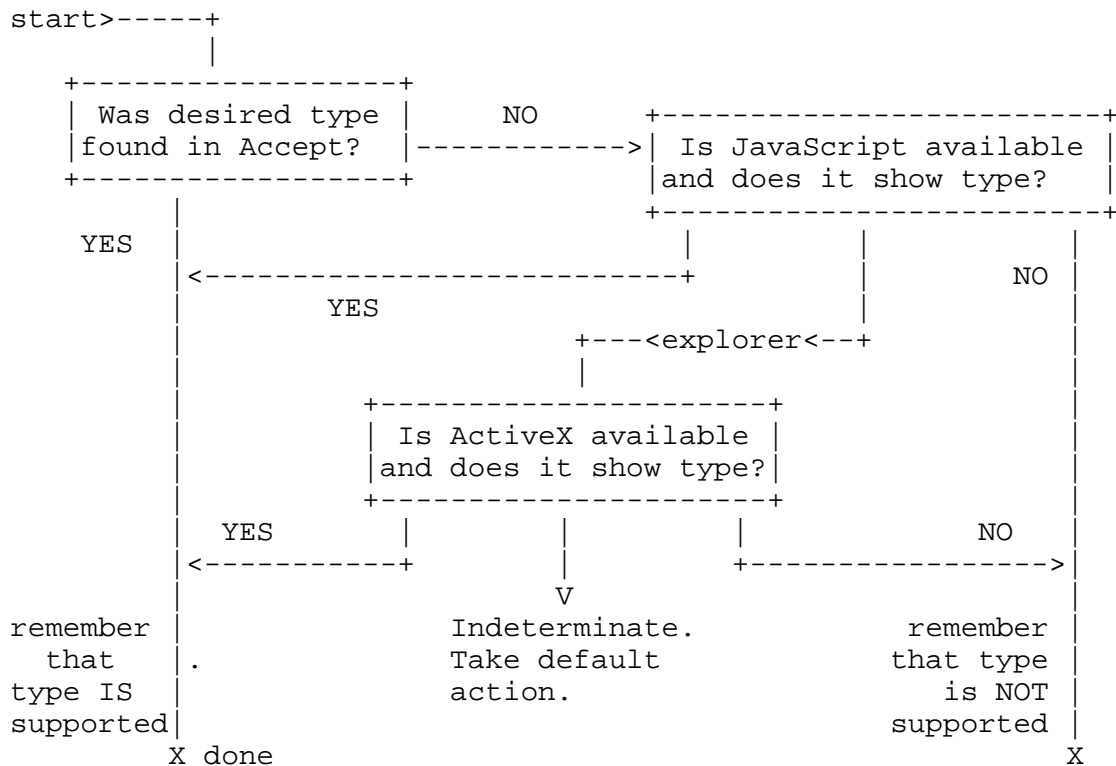 start>-----+
Was desired type NO
found in Accept? Is JavaScript available
and does it show type?
YES
NO
YES
<explorer<
Is ActiveX available
and does it show type?
YES NO
V
remember Indeterminate. remember
that . Take default that type
type IS action. is NOT
supported supported
X done X